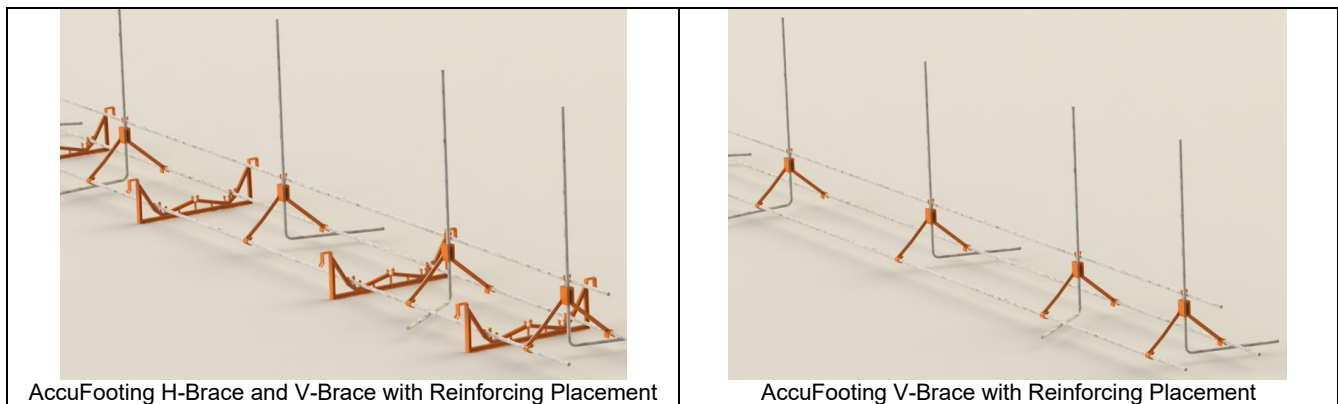 AccuFooting H-Brace and V-Brace with Reinforcing Placement
AccuFooting V-Brace with Reinforcing Placement